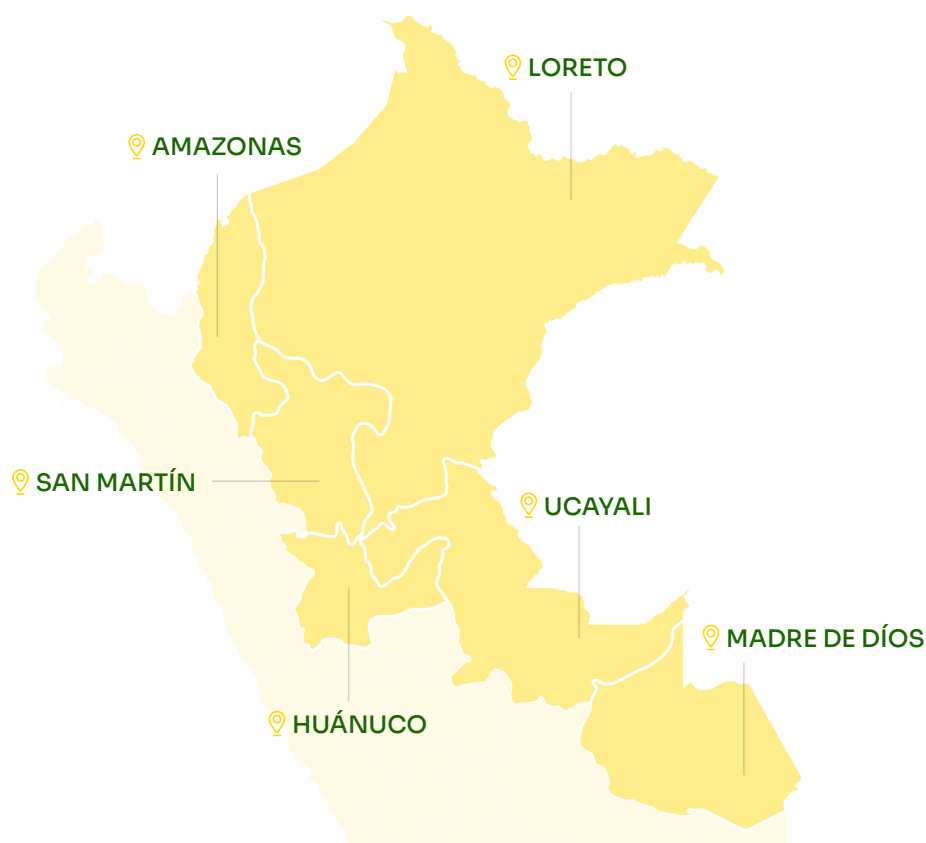 LORETO
AMAZONAS
SAN MARTÍN
UCAYALI
MADRE DE DÍOS
HUÁNUCO